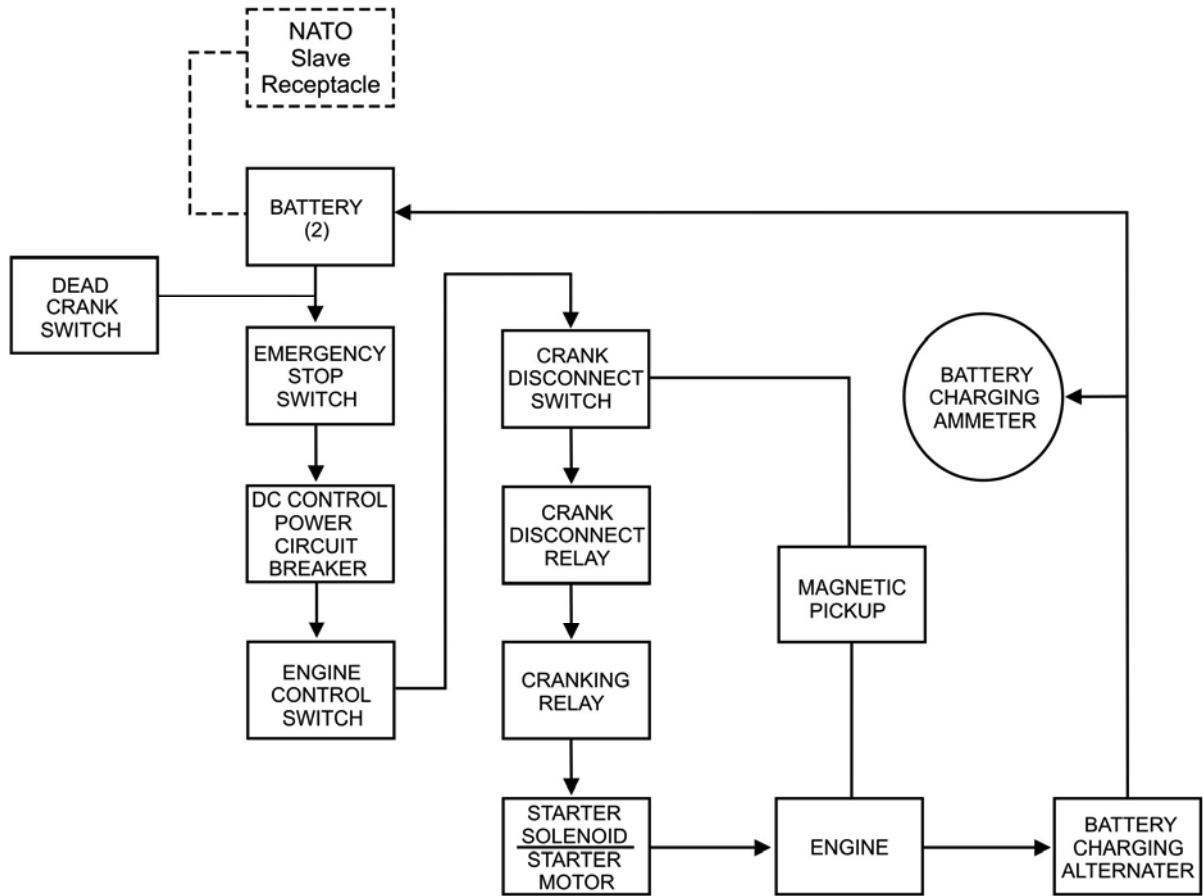 NATO
Slave
Receptacle
BATTERY
(2)
DEAD
CRANK
SWITCH
EMERGENCY
STOP
SWITCH
DC CONTROL
POWER
CIRCUIT
BREAKER
ENGINE
CONTROL
SWITCH
CRANK
DISCONNECT
SWITCH
CRANK
DISCONNECT
RELAY
CRANKING
RELAY
STARTER
SOLENOID
STARTER
MOTOR
MAGNETIC
PICKUP
ENGINE
BATTERY
CHARGING
AMMETER
BATTERY
CHARGING
ALTERNATER